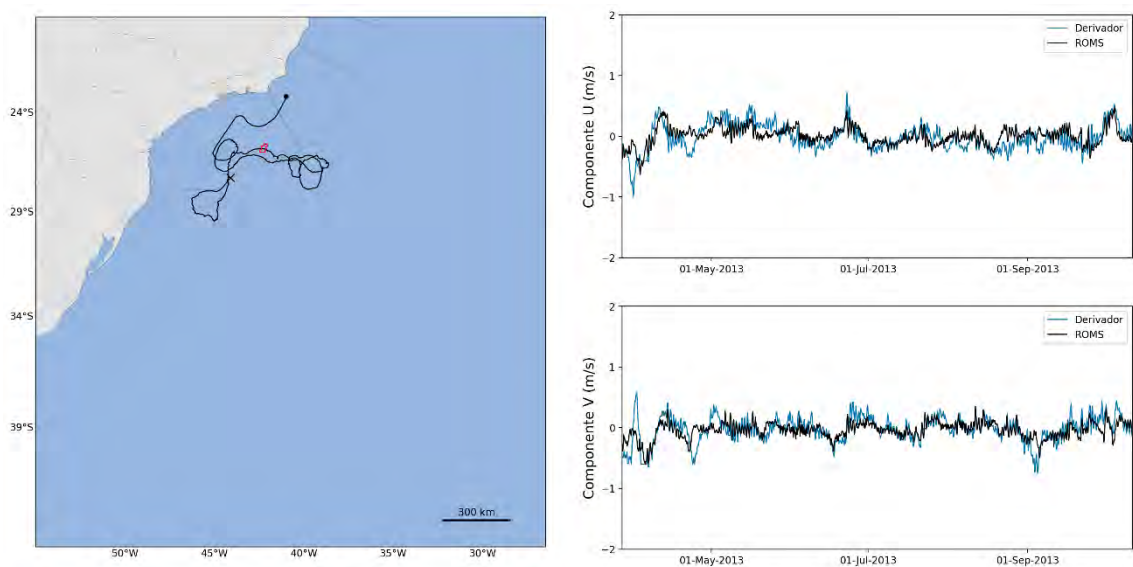 24°S
29°S
34°S
39°S
300 km
50°W
45°W
40°W
35°W
30°W
Componente U (m/s)
2
1
0
-1
-2
Derivador
ROMS
01-May-2013
01-Jul-2013
01-Sep-2013
Componente V (m/s)
2
1
0
-1
-2
Derivador
ROMS
01-May-2013
01-Jul-2013
01-Sep-2013